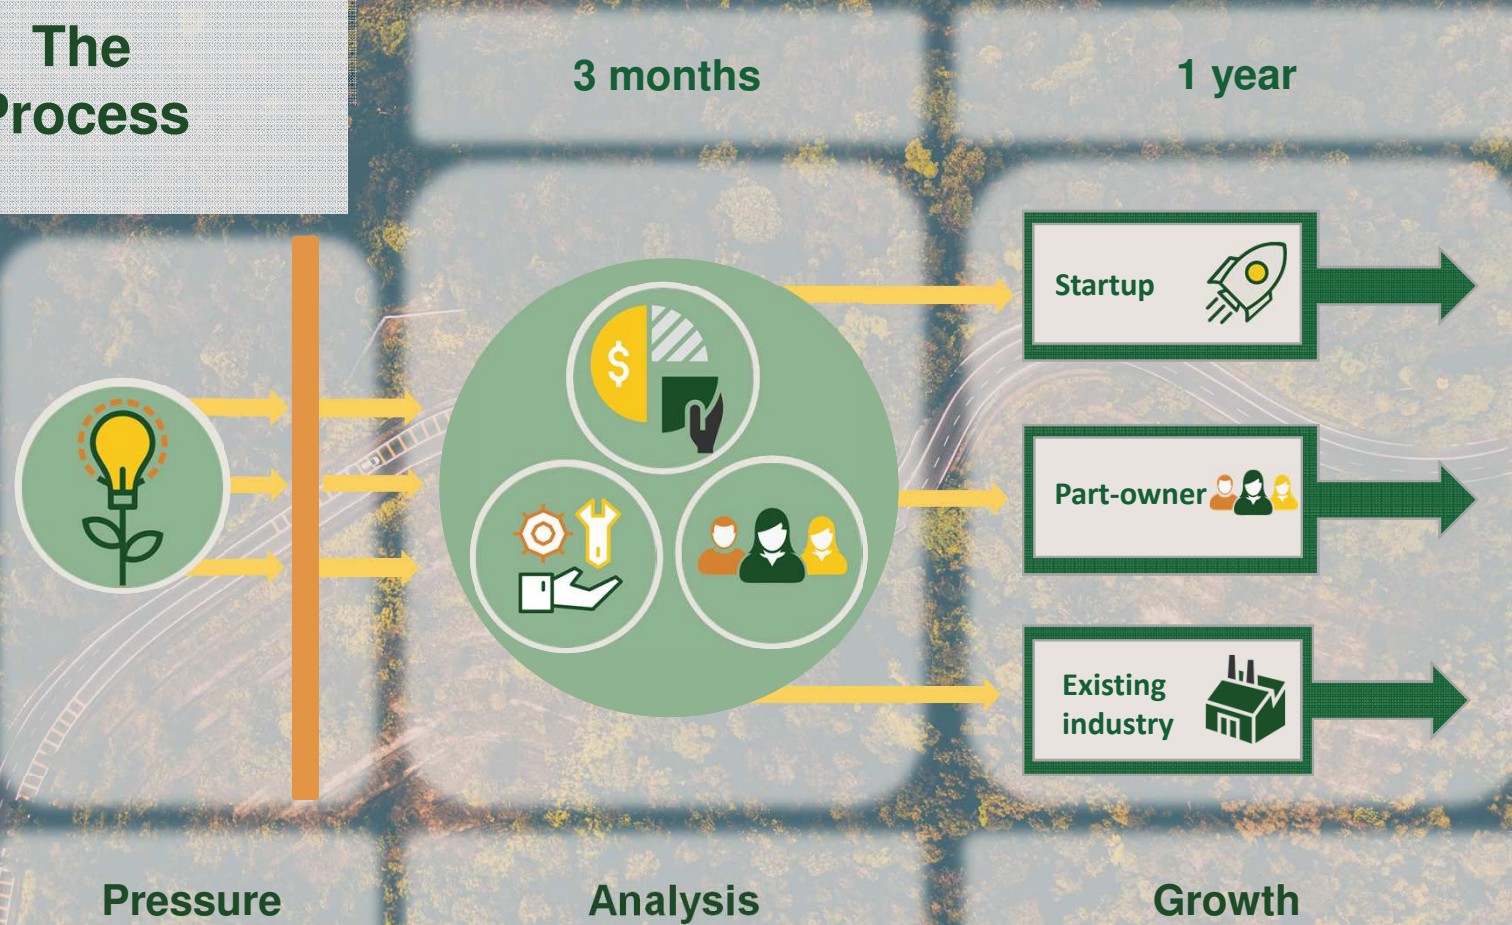 The
Process
3 months
1 year
$
Startup
Part-owner
Existing
industry
Pressure
Analysis
Growth